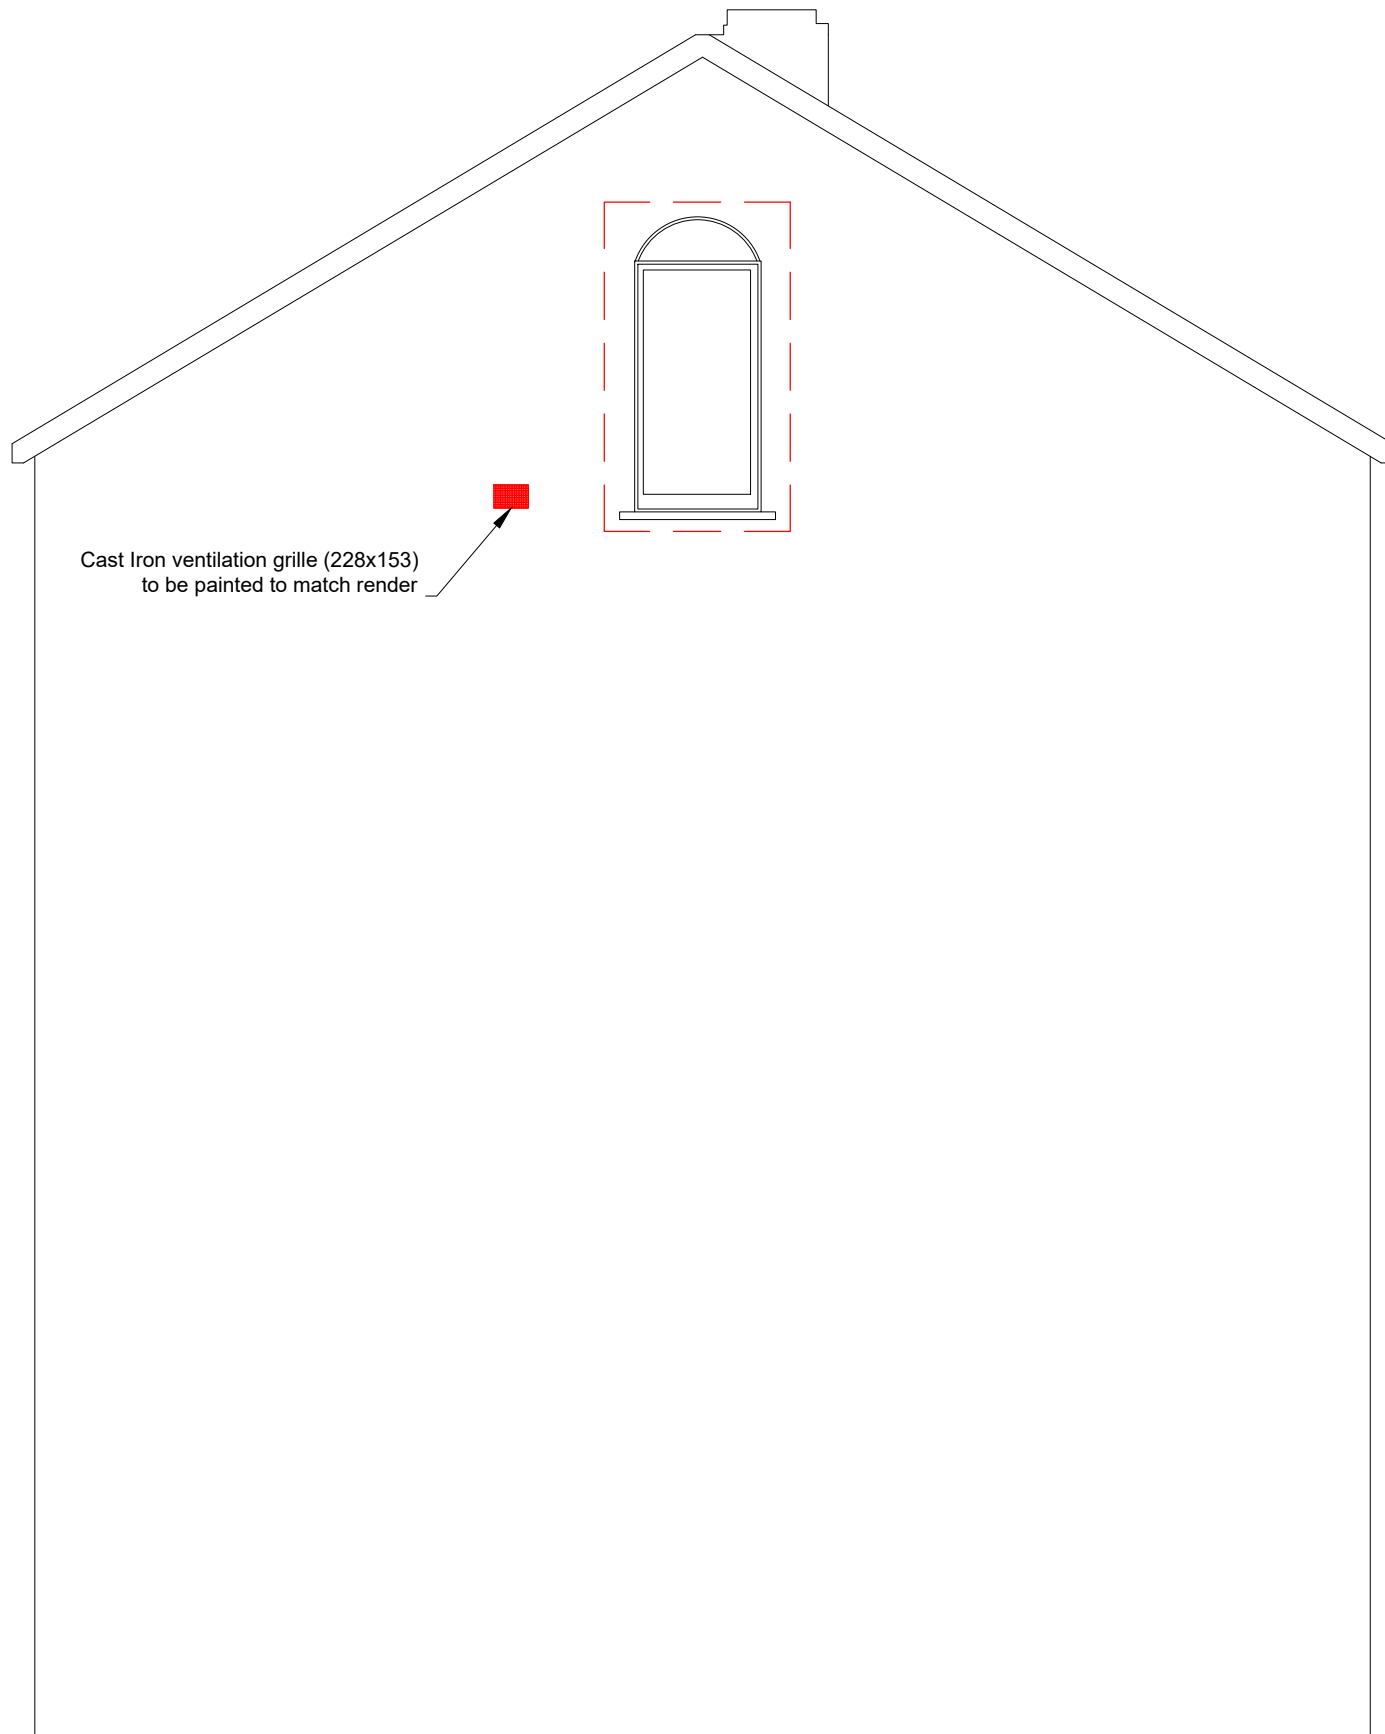 Cast Iron ventilation grille (228x153)
to be painted to match render